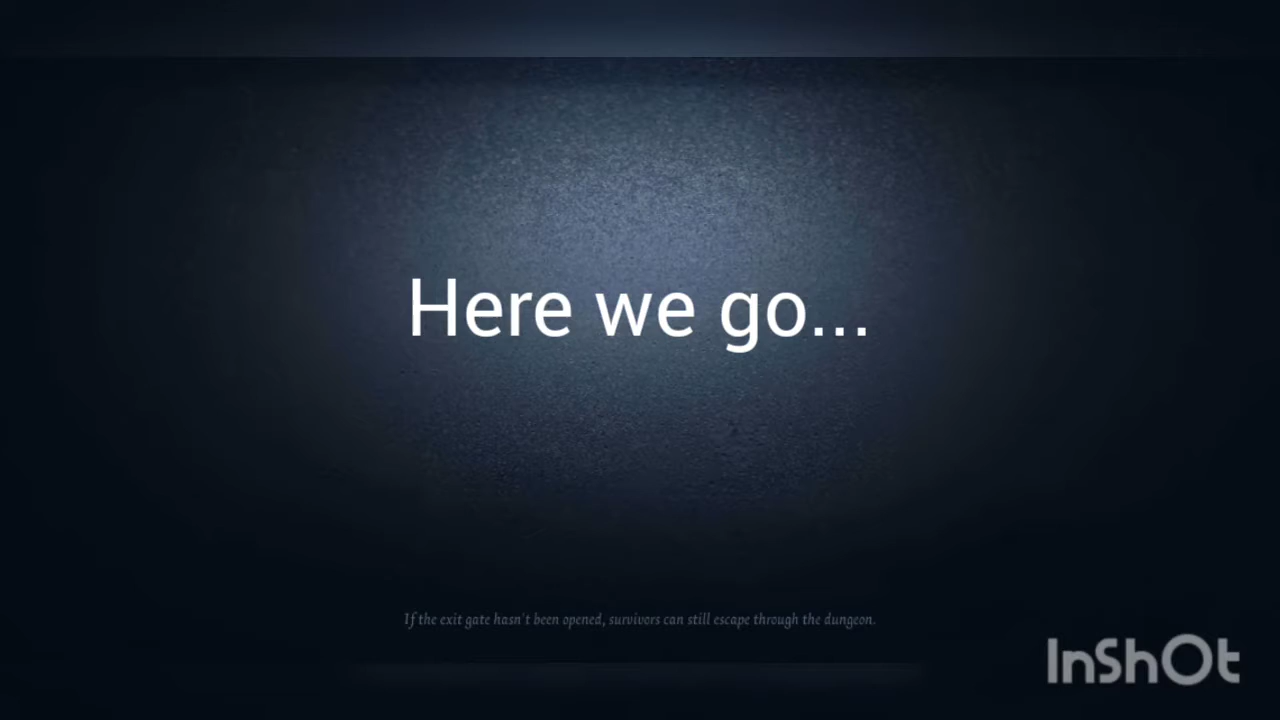 Here we go...
If the exit gate hasn't been opened, survivors can still escape through the dungeon.
InShOt